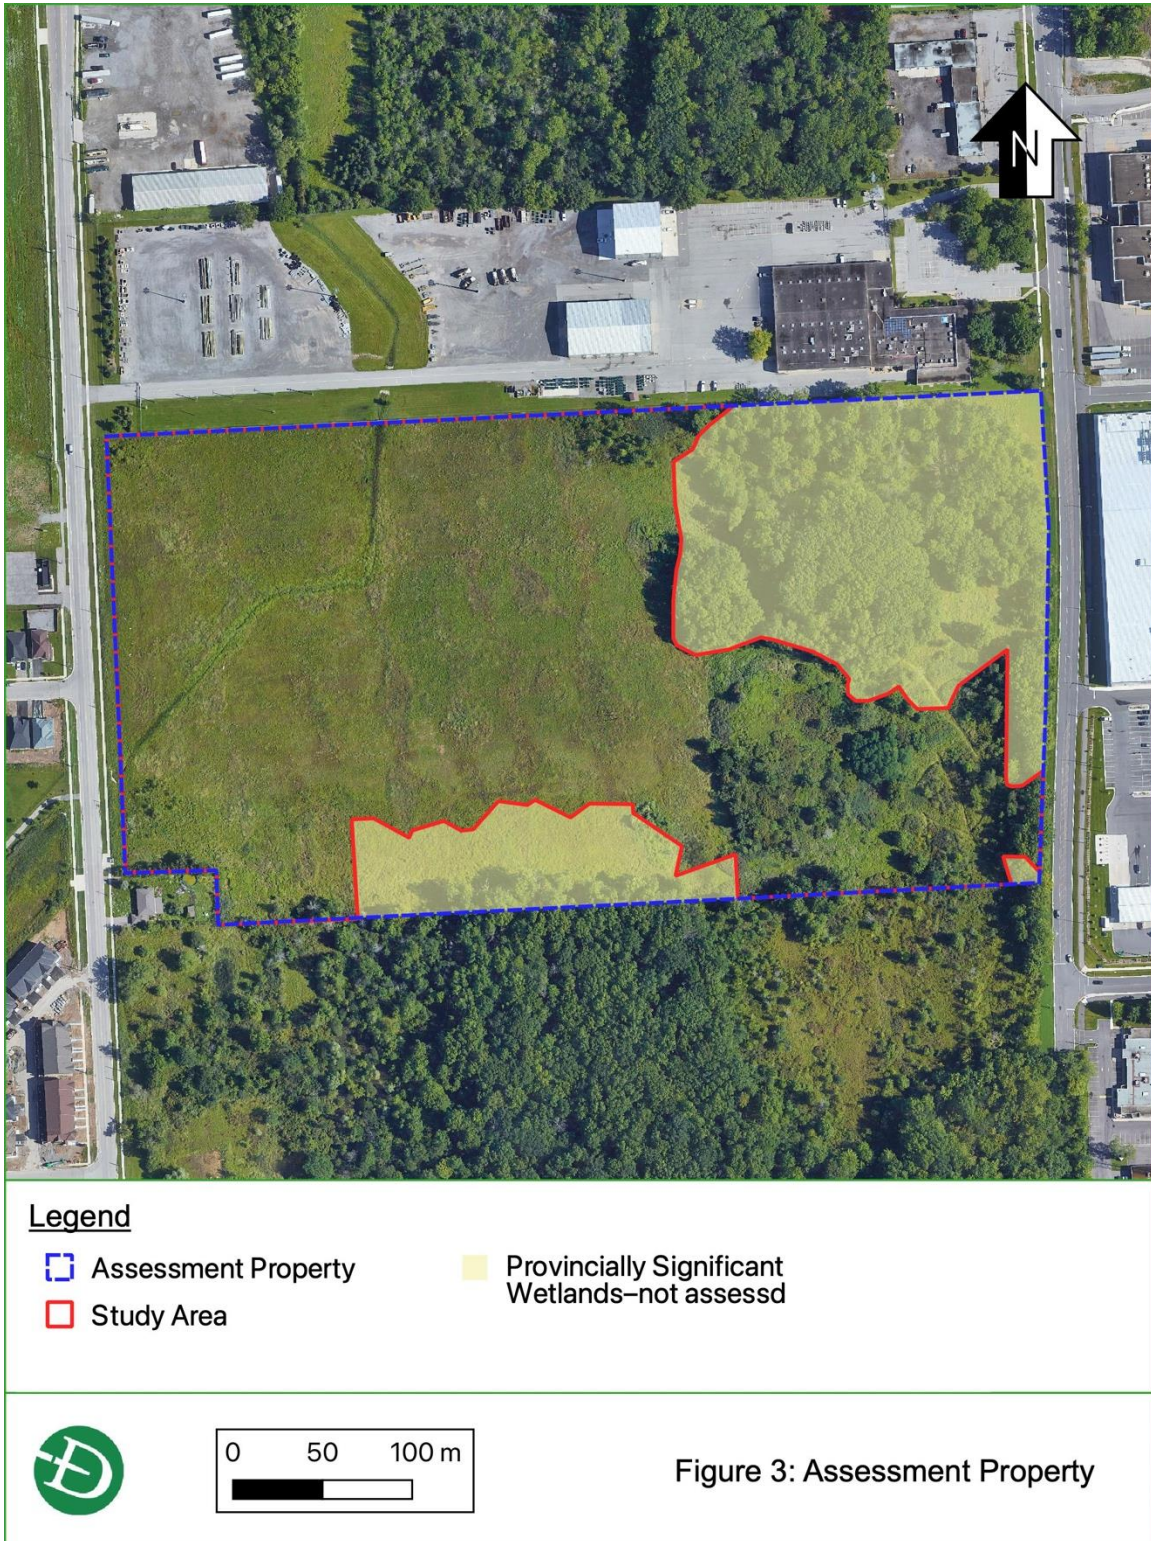 N
Legend
Assessment Property
Study Area
Provincially Significant
Wetlands–not assessd
0 50 100 m
Figure 3: Assessment Property